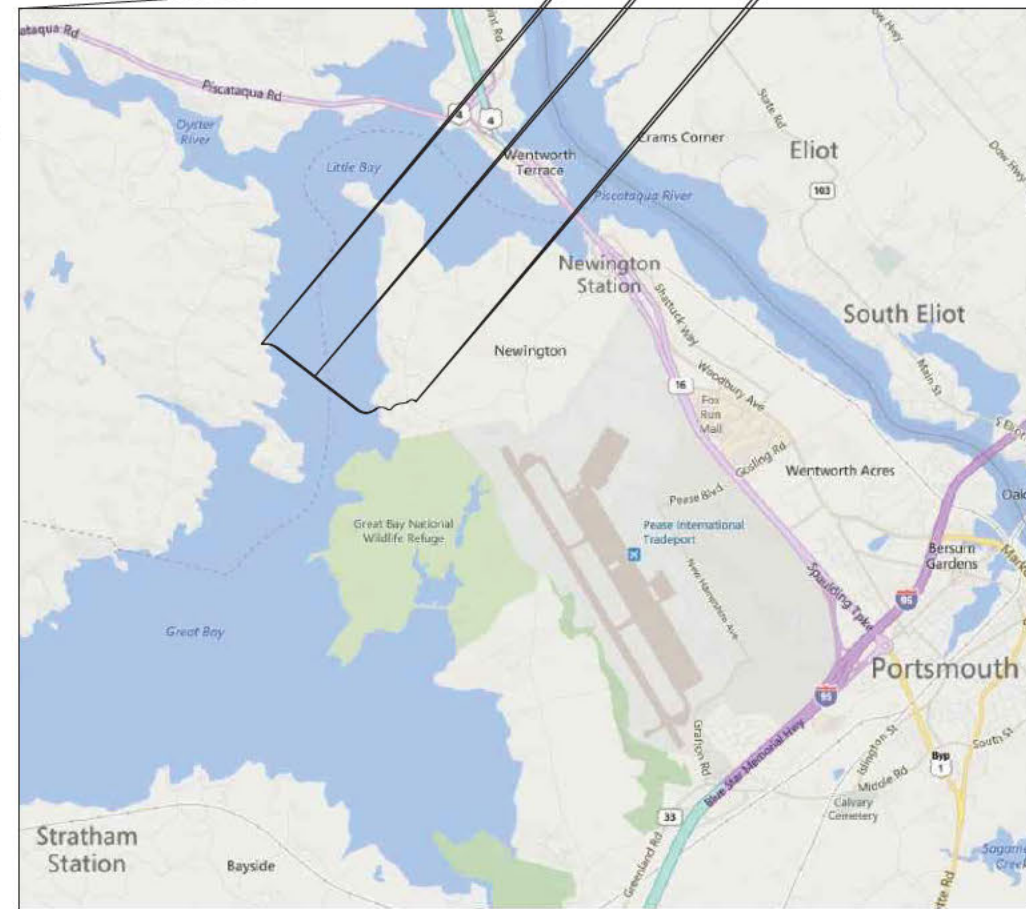 Piscataqua Rd
Oyster
River
Little Bay
4
4
Wentworth
Terrace
Crams Corner
State Rd
Eliot
103
Dow Hwy
Piscataqua River
Newington
Station
South Eliot
Shattuck Way
Newington
Main St
16
Woodbury Ave
Fox
Run
Mall
Gosling Rd
Wentworth Acres
Pease Blvd
Great Bay National
Wildlife Refuge
Pease International
Tradeport
Bersum
Gardens
New Hampshire Ave
Spaulding Tpke
95
Great Bay
Portsmouth
95
Grafton Rd
Blue Star Memorial Hwy
Islington St
South St
Byp
1
Middle Rd
Calvary
Cemetery
33
Greenland Rd
Stratham
Station
Bayside